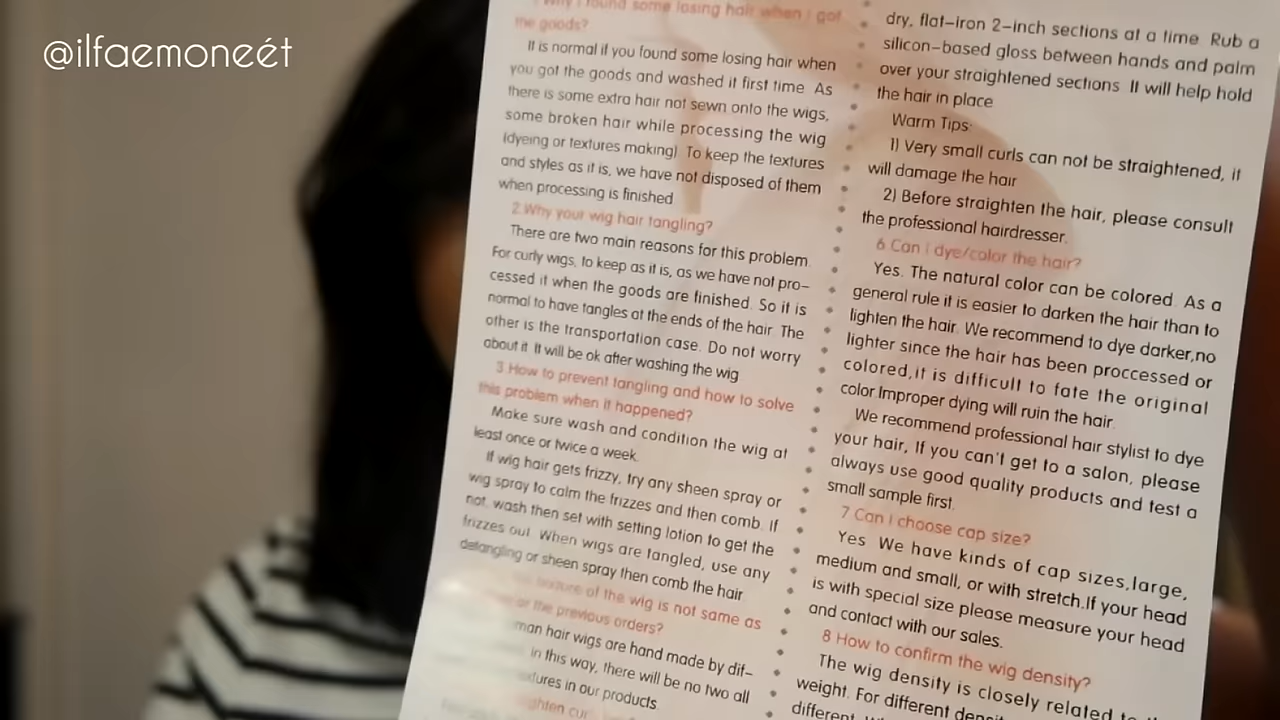 @ilfaemoneét
1 Why I found some losing hair when I got
the goods?
It is normal if you found some losing hair when
you got the goods and washed it first time. As
there is some extra hair not sewn onto the wigs,
some broken hair while processing the wig
(dyeing or textures making). To keep the textures
and styles as it is, we have not disposed of them
when processing is finished
2.Why your wig hair tangling?
There are two main reasons for this problem.
For curly wigs, to keep as it is, as we have not pro-
cessed it when the goods are finished. So it is
normal to have tangles at the ends of the hair. The
other is the transportation case. Do not worry
about it. It will be ok after washing the wig
3.How to prevent tangling and how to solve
this problem when it happened?
Make sure wash and condition the wig at
least once or twice a week.
If wig hair gets frizzy, try any sheen spray or
wig spray to calm the frizzes and then comb. If
not, wash then set with setting lotion to get the
frizzes out. When wigs are tangled, use any
detangling or sheen spray then comb the hair.
texture of the wig is not same as
or the previous orders?
man hair wigs are hand made by dif-
in this way, there will be no two all
tures in our products.
dry, flat-iron 2-inch sections at a time. Rub a
silicon-based gloss between hands and palm
over your straightened sections. It will help hold
the hair in place
Warm Tips:
1) Very small curls can not be straightened, it
will damage the hair
2) Before straighten the hair, please consult
the professional hairdresser.
6 Can I dye/color the hair?
Yes. The natural color can be colored. As a
general rule it is easier to darken the hair than to
lighten the hair. We recommend to dye darker,no
lighter since the hair has been proccessed or
colored,it is difficult to fate the original
color.Improper dying will ruin the hair.
We recommend professional hair stylist to dye
your hair, If you can't get to a salon, please
always use good quality products and test a
small sample first.
7 Can I choose cap size?
Yes. We have kinds of cap sizes,large,
medium and small, or with stretch.If your head
is with special size please measure your head
and contact with our sales.
8 How to confirm the wig density?
The wig density is closely related to
weight. For different
different.